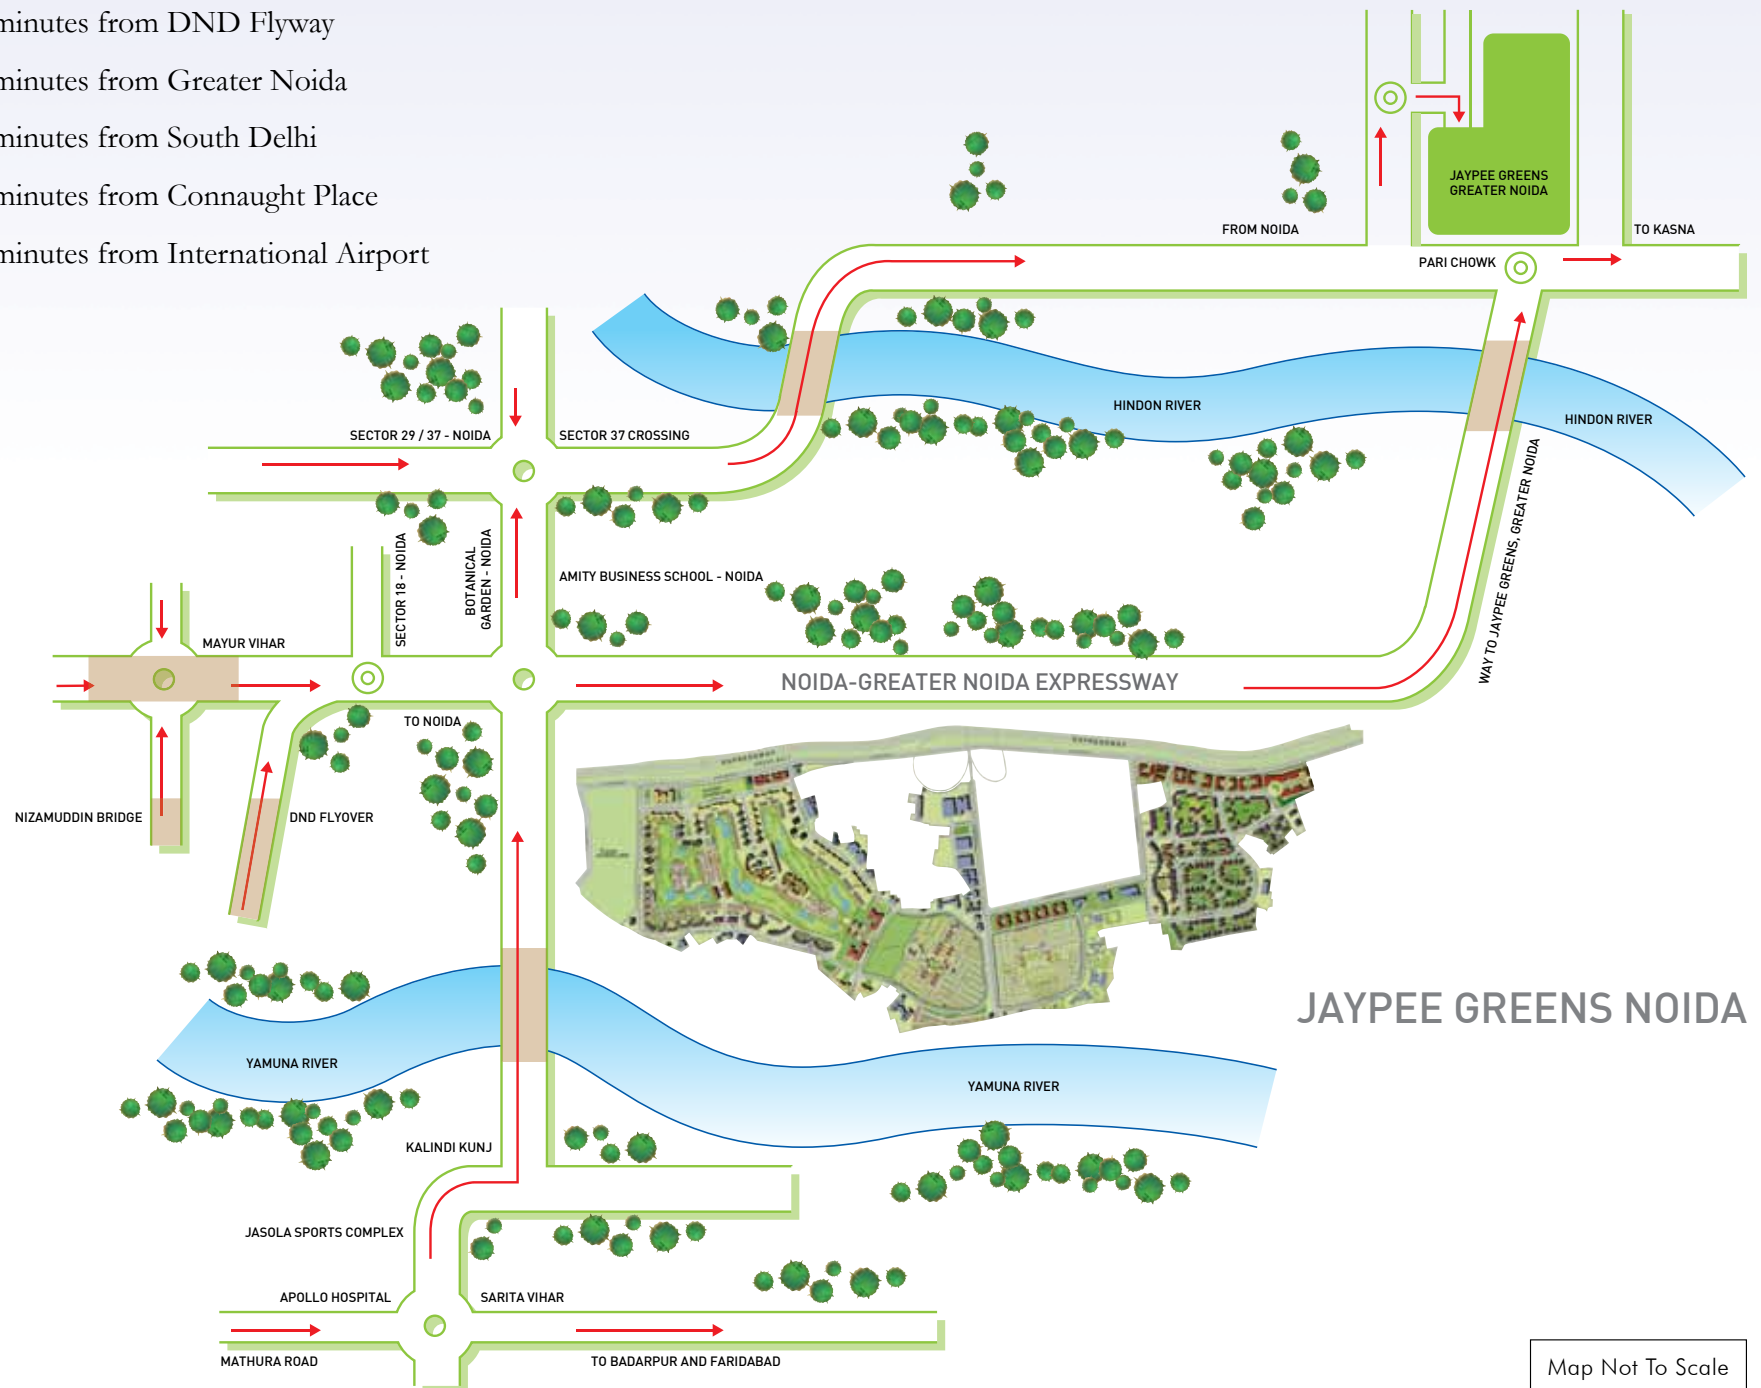 minutes from DND Flyway
minutes from Greater Noida
minutes from South Delhi
minutes from Connaught Place
minutes from International Airport
JAYPEE GREENS
GREATER NOIDA
FROM NOIDA
TO KASNA
PARI CHOWK
HINDON RIVER
HINDON RIVER
SECTOR 29 / 37 - NOIDA
SECTOR 37 CROSSING
WAY TO JAYPEE GREENS, GREATER NOIDA
SECTOR 18 - NOIDA
BOTANICAL
GARDEN - NOIDA
AMITY BUSINESS SCHOOL - NOIDA
MAYUR VIHAR
NOIDA-GREATER NOIDA EXPRESSWAY
TO NOIDA
NIZAMUDDIN BRIDGE
DND FLYOVER
JAYPEE GREENS NOIDA
YAMUNA RIVER
YAMUNA RIVER
KALINDI KUNJ
JASOLA SPORTS COMPLEX
APOLLO HOSPITAL
SARITA VIHAR
MATHURA ROAD
TO BADARPUR AND FARIDABAD
Map Not To Scale